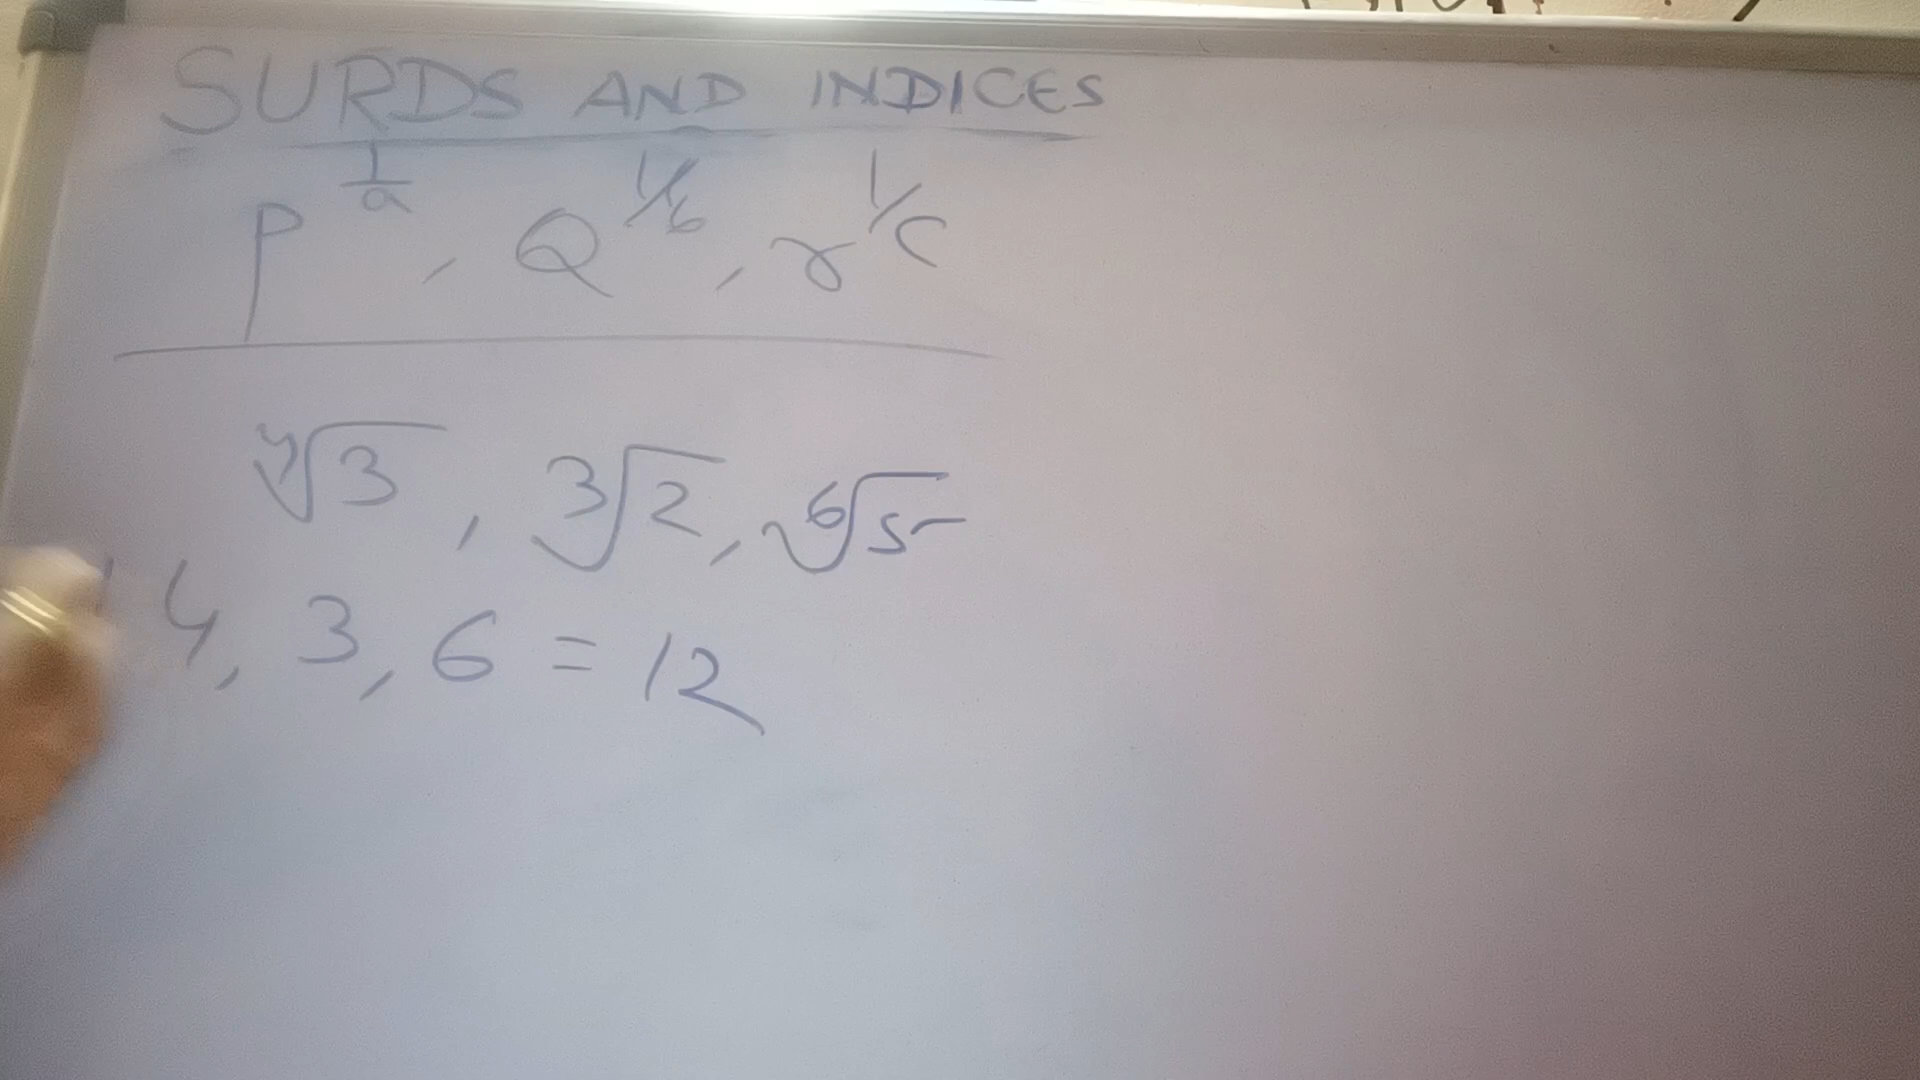 SURDS AND INDICES
P^1/a, Q^1/b, r^1/c
⁴√3, ³√2, ⁶√5
4, 3, 6 = 12